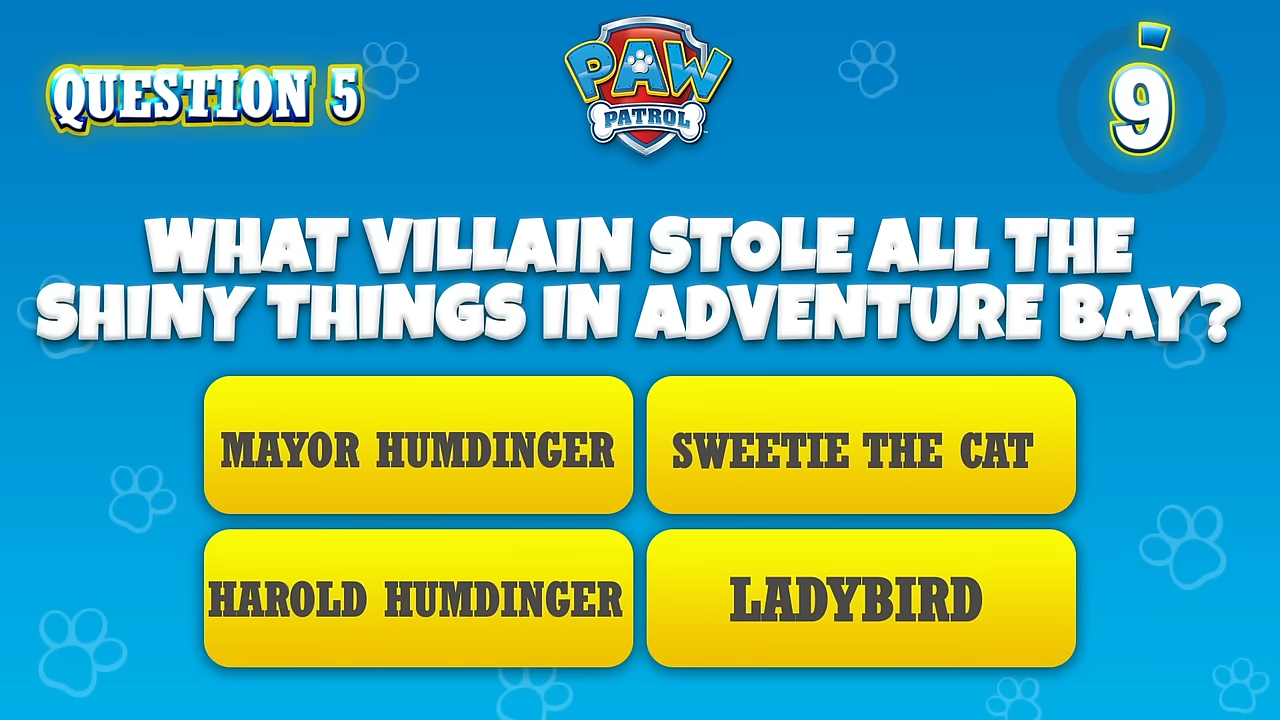 QUESTION 5
PAW
PATROL
9
WHAT VILLAIN STOLE ALL THE
SHINY THINGS IN ADVENTURE BAY?
MAYOR HUMDINGER
SWEETIE THE CAT
HAROLD HUMDINGER
LADYBIRD